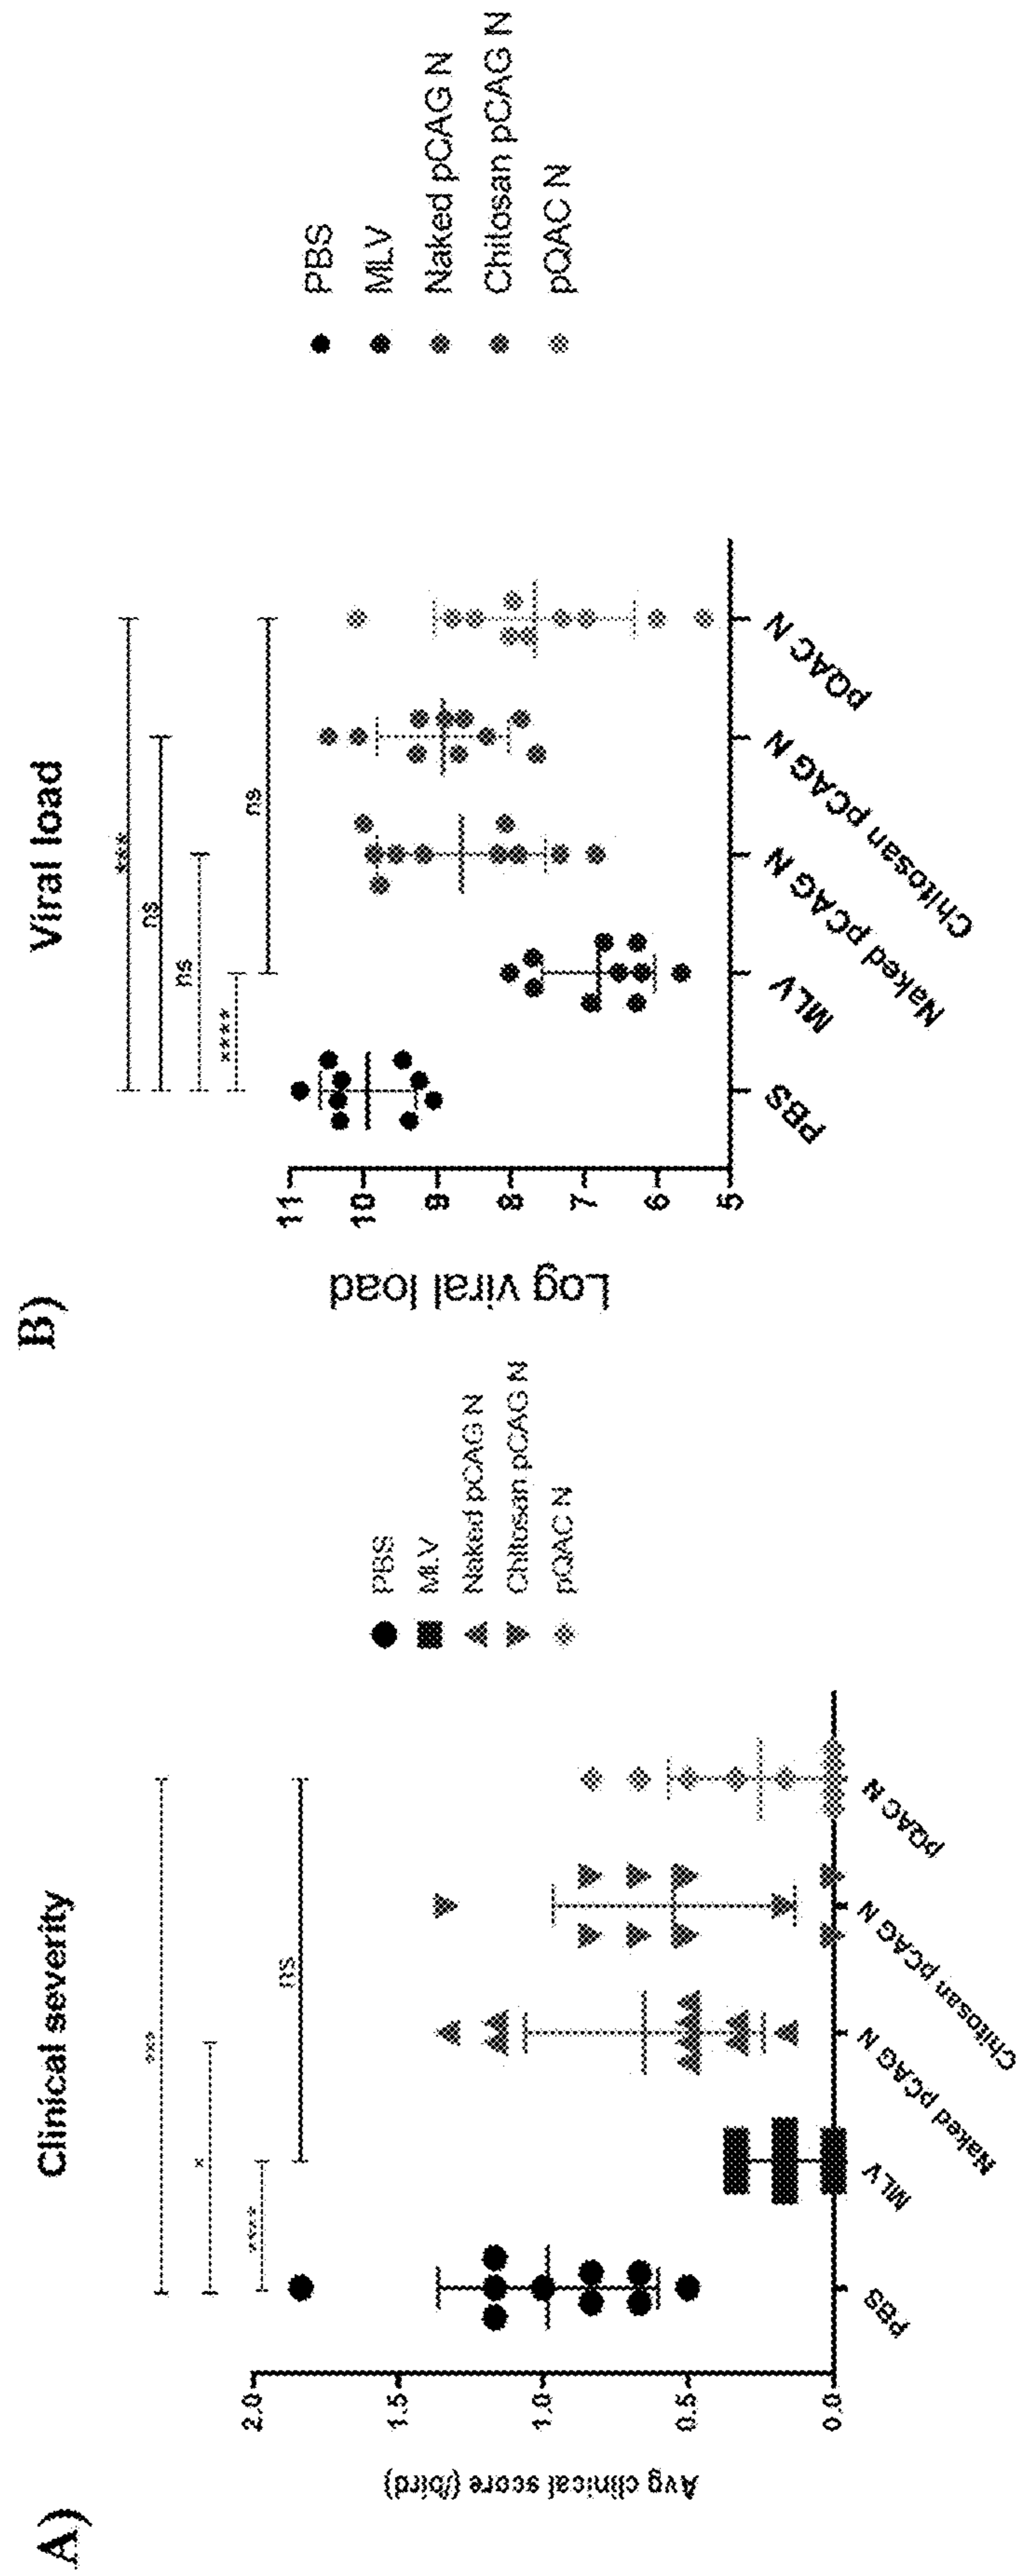 A)
Clinical severity
***
*
****
ns
Avg clinical score (/bird)
2.0
1.5
1.0
0.5
0.0
PBS
MLV
Naked pCAG N
Chitosan pCAG N
pQAC N
PBS
MLV
Naked pCAG N
Chitosan pCAG N
pQAC N
B)
Viral load
***
ns
ns
****
ns
Log viral load
11
10
9
8
7
6
5
PBS
MLV
Naked pCAG N
Chitosan pCAG N
pQAC N
PBS
MLV
Naked pCAG N
Chitosan pCAG N
pQAC N